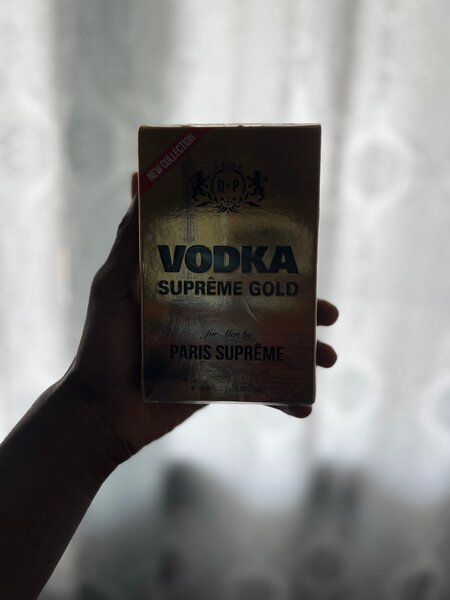 NEW COLLECTION
D P
VODKA
SUPRÊME GOLD
for Men by
PARIS SUPRÊME